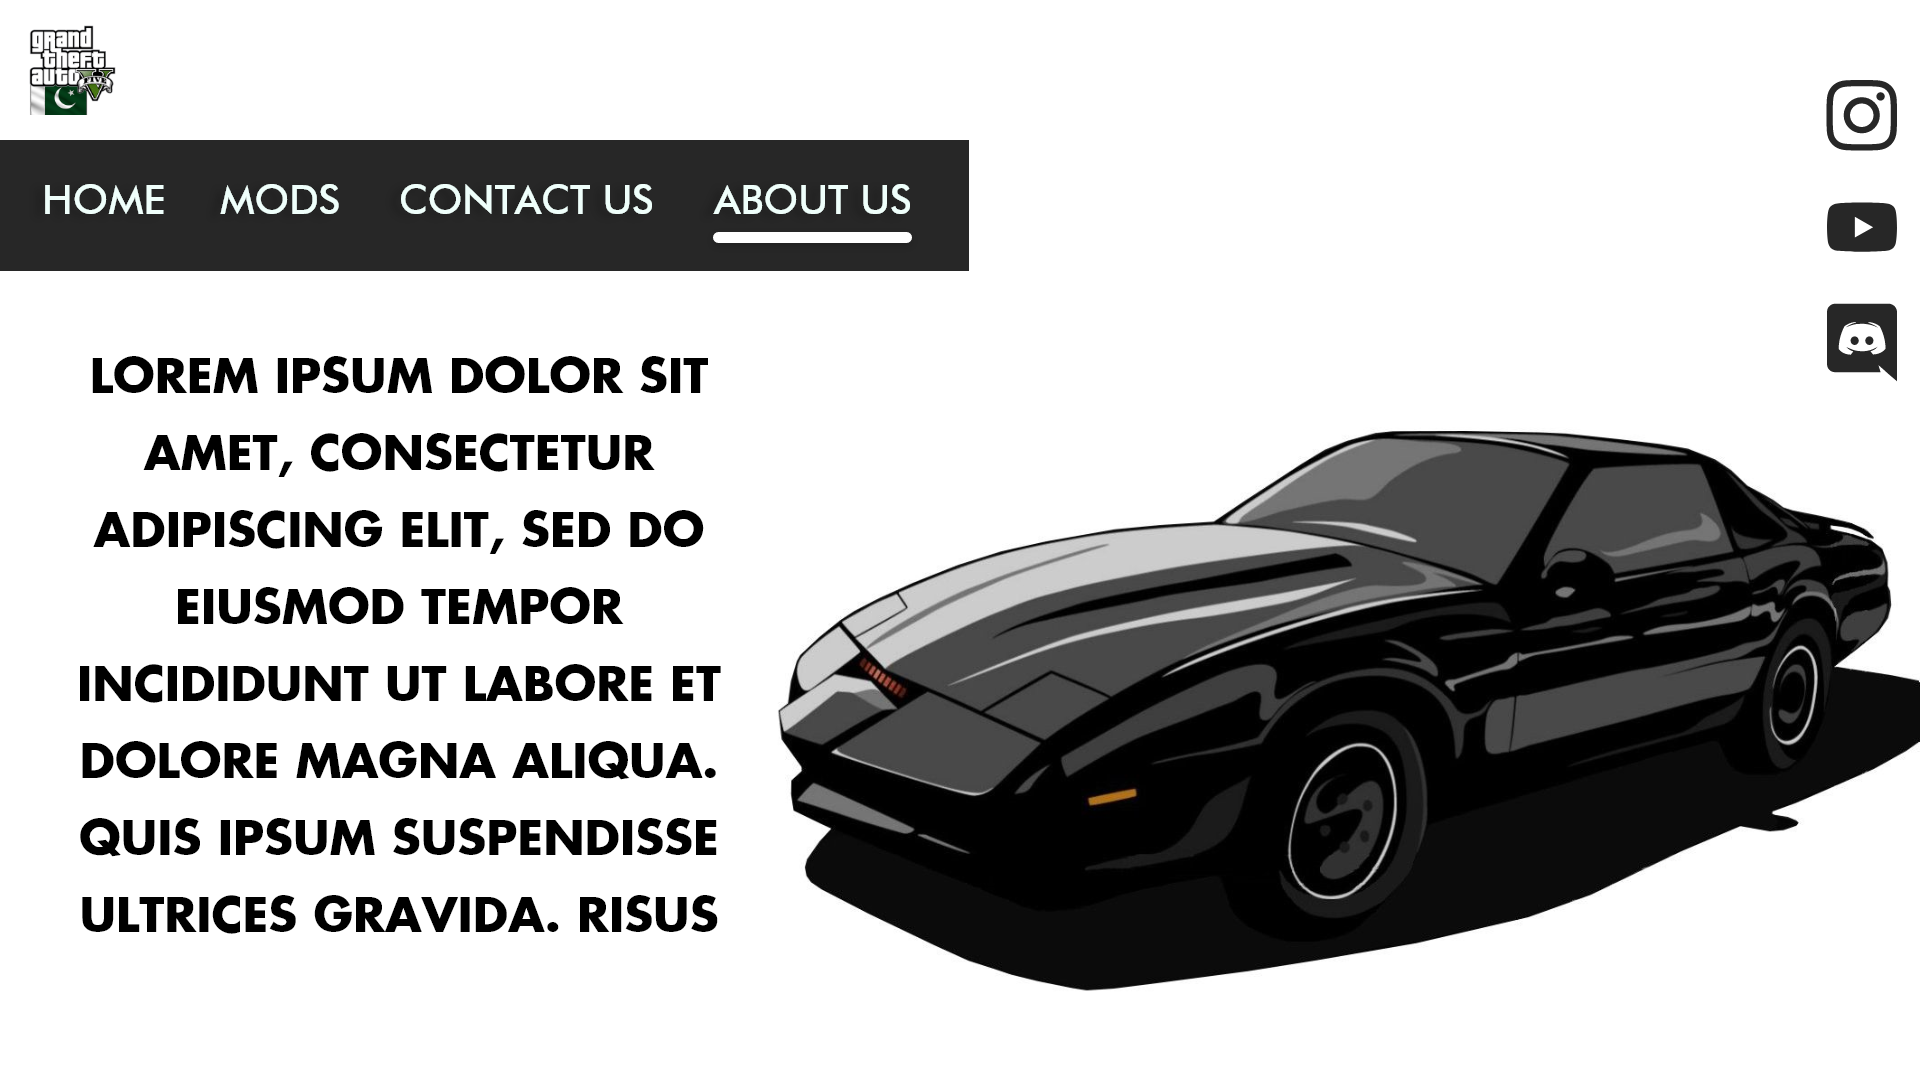 grand
theft
auto V
FIVE
HOME MODS CONTACT US ABOUT US
LOREM IPSUM DOLOR SIT
AMET, CONSECTETUR
ADIPISCING ELIT, SED DO
EIUSMOD TEMPOR
INCIDIDUNT UT LABORE ET
DOLORE MAGNA ALIQUA.
QUIS IPSUM SUSPENDISSE
ULTRICES GRAVIDA. RISUS